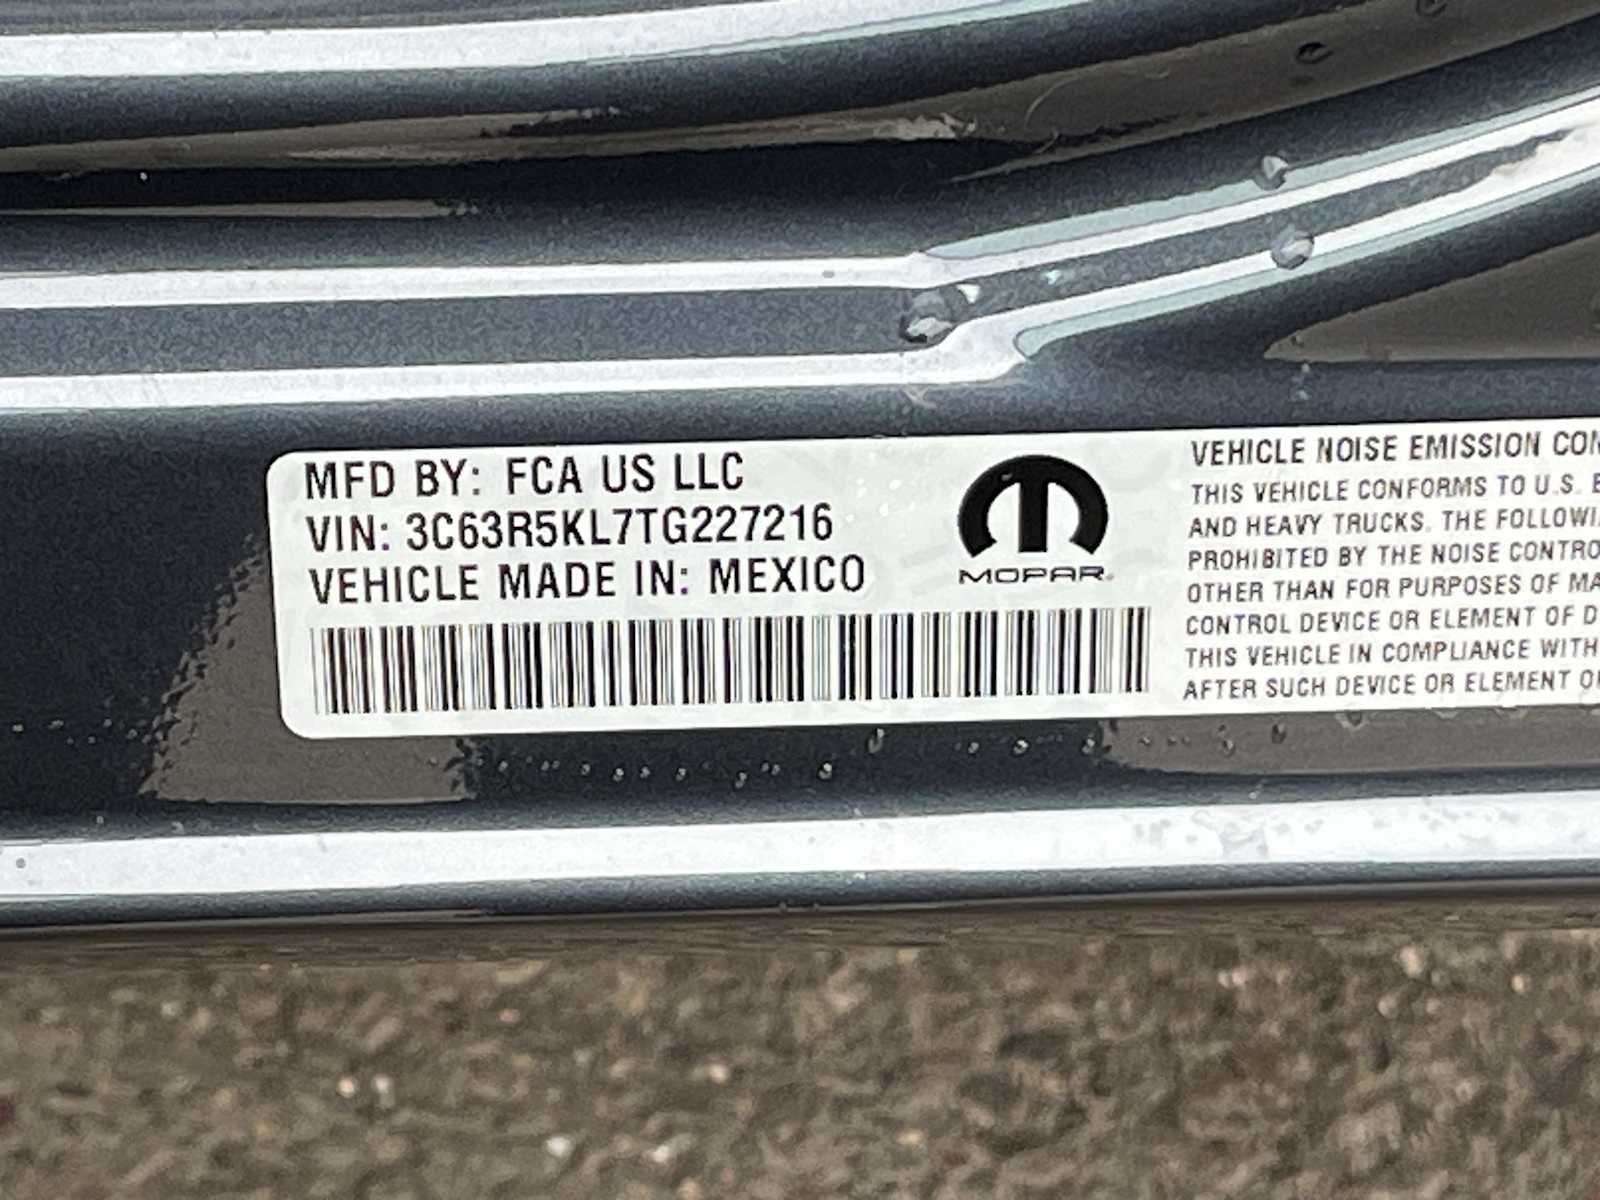 MFD BY: FCA US LLC
VIN: 3C63R5KL7TG227216
VEHICLE MADE IN: MEXICO
MOPAR®
VEHICLE NOISE EMISSION
THIS VEHICLE CONFORMS TO U.S.
AND HEAVY TRUCKS. THE
PROHIBITED BY THE NOISE
OTHER THAN FOR PURPOSES OF
CONTROL DEVICE OR ELEMENT OF
THIS VEHICLE IN COMPLIANCE WITH
AFTER SUCH DEVICE OR ELEMENT